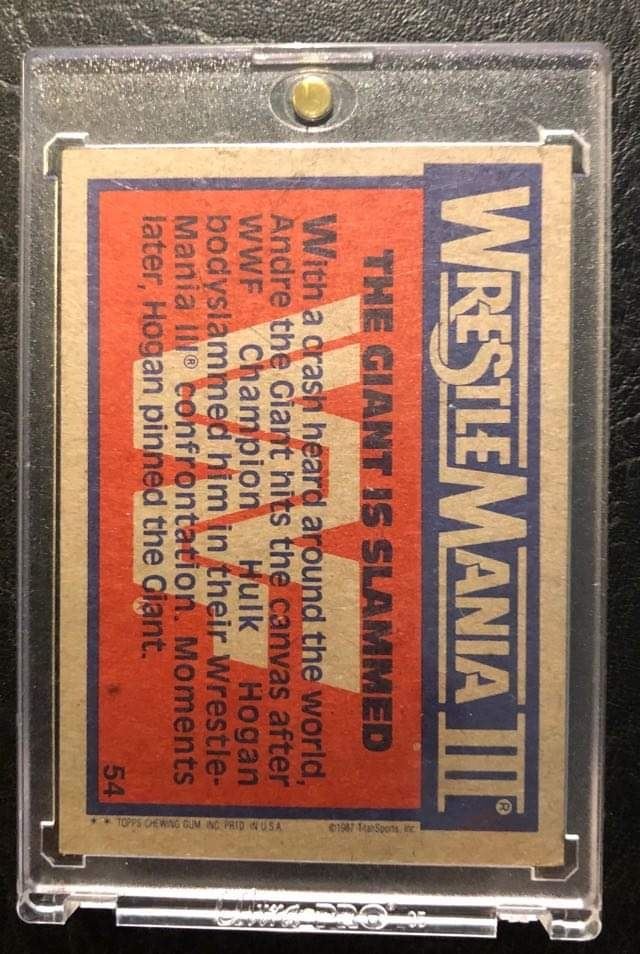 WRESTLEMANIA III®
THE GIANT IS SLAMMED
With a crash heard around the world,
Andre the Giant hits the canvas after
WWF Champion Hulk Hogan
bodyslammed him in their Wrestle-
Mania III® confrontation. Moments
later, Hogan pinned the Giant.
54
©1987 TitanSports, Inc.
* * TOPPS CHEWING GUM, INC. PRTD. IN U.S.A.
ULTRA·PRO